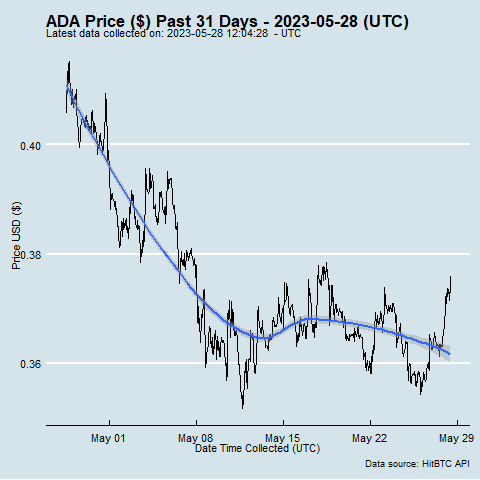 ADA Price ($) Past 31 Days - 2023-05-28 (UTC)
Latest data collected on: 2023-05-28 12:04:28 - UTC
0.40
0.38
0.36
Price USD ($)
May 01
May 08
May 15
May 22
May 29
Date Time Collected (UTC)
Data source: HitBTC API